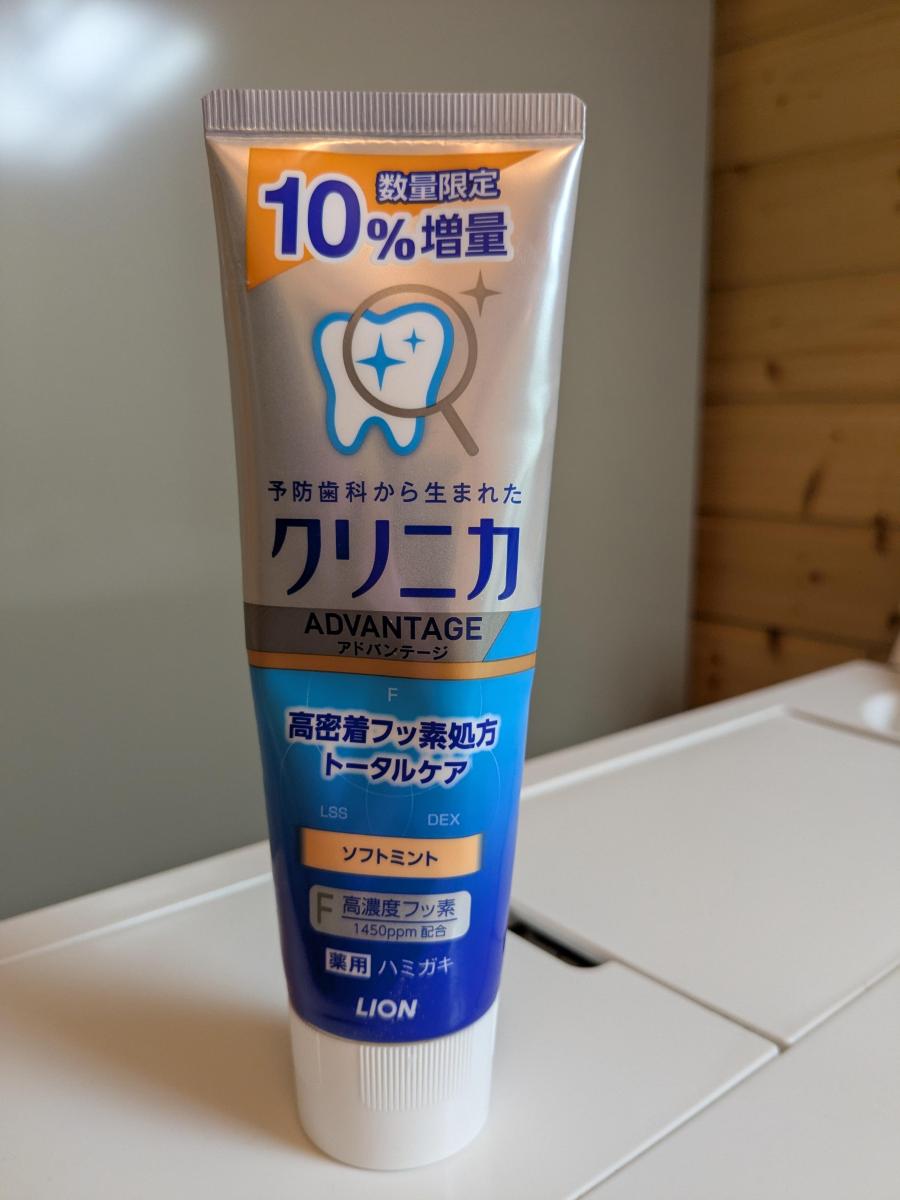 数量限定
10%増量
予防歯科から生まれた
クリニカ
ADVANTAGE
アドバンテージ
F
高密着フッ素処方
トータルケア
LSS
DEX
ソフトミント
F 高濃度フッ素
1450ppm 配合
薬用 ハミガキ
LION